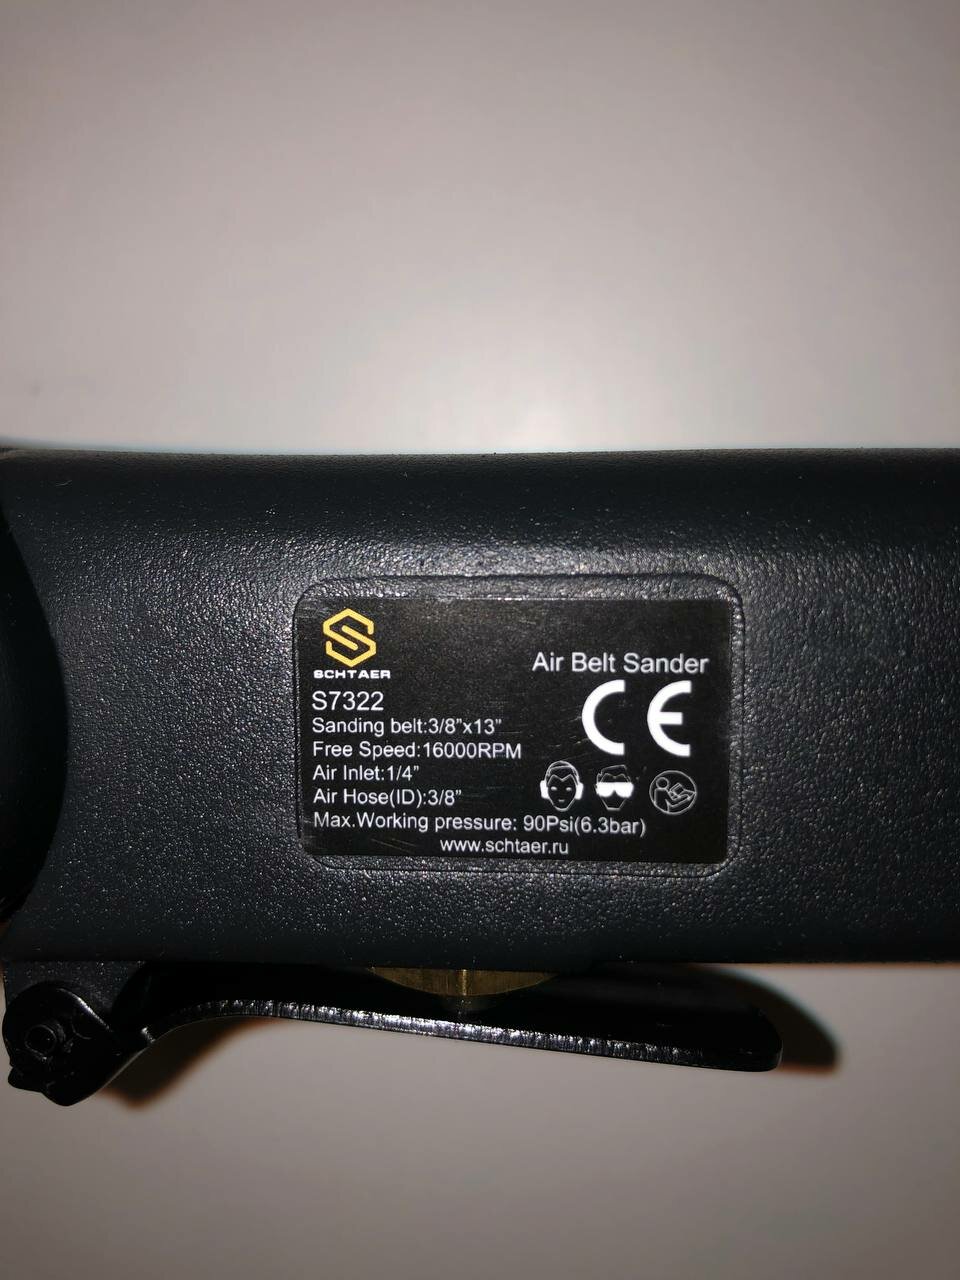 SCHTAER
Air Belt Sander
S7322
Sanding belt:3/8"x13"
Free Speed:16000RPM
Air Inlet:1/4"
Air Hose(ID):3/8"
Max.Working pressure: 90Psi(6.3bar)
www.schtaer.ru
CE